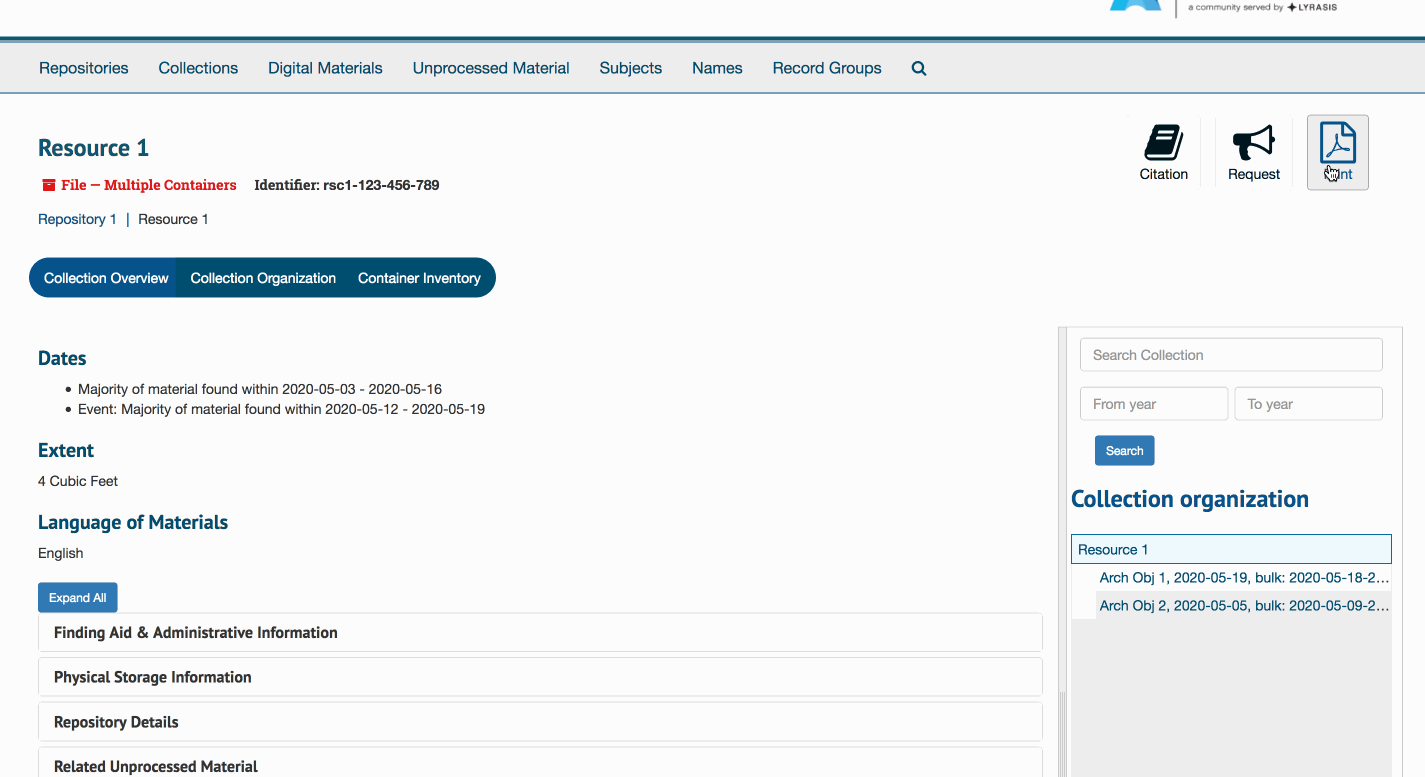 a community served by LYRASIS
Repositories Collections Digital Materials Unprocessed Material Subjects Names Record Groups
Resource 1
File — Multiple Containers Identifier: rsc1-123-456-789
Repository 1 | Resource 1
Citation Request
Collection Overview Collection Organization Container Inventory
Dates
• Majority of material found within 2020-05-03 - 2020-05-16
• Event: Majority of material found within 2020-05-12 - 2020-05-19
Extent
4 Cubic Feet
Language of Materials
English
Expand All
Finding Aid & Administrative Information
Physical Storage Information
Repository Details
Related Unprocessed Material
Search Collection
From year To year
Search
Collection organization
Resource 1
Arch Obj 1, 2020-05-19, bulk: 2020-05-18-2...
Arch Obj 2, 2020-05-05, bulk: 2020-05-09-2...